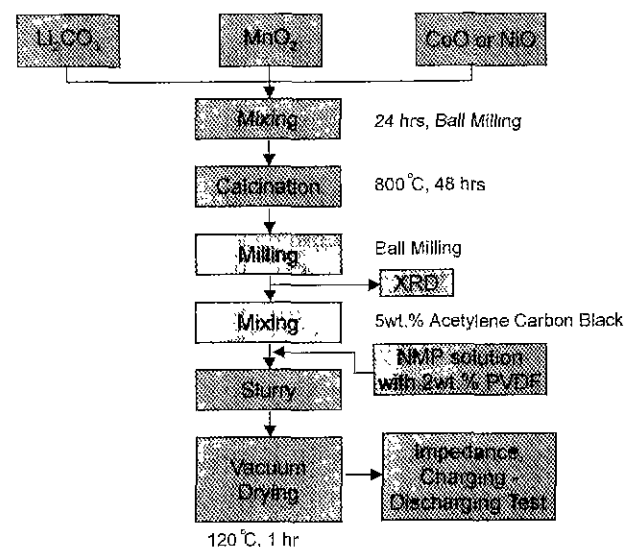 Li₂CO₃
MnO₂
CoO or NiO
Mixing
24 hrs, Ball Milling
Calcination
800°C, 48 hrs
Milling
Ball Milling
XRD
Mixing
5wt.% Acetylene Carbon Black
NMP solution
with 2wt.% PVDF
Slurry
Vacuum
Drying
Impedance,
Charging -
Discharging Test
120°C, 1 hr